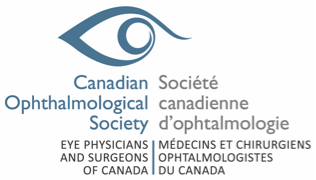 Canadian Société
Ophthalmological canadienne
Society d'ophtalmologie
EYE PHYSICIANS MÉDECINS ET CHIRURGIENS
AND SURGEONS OPHTALMOLOGISTES
OF CANADA DU CANADA